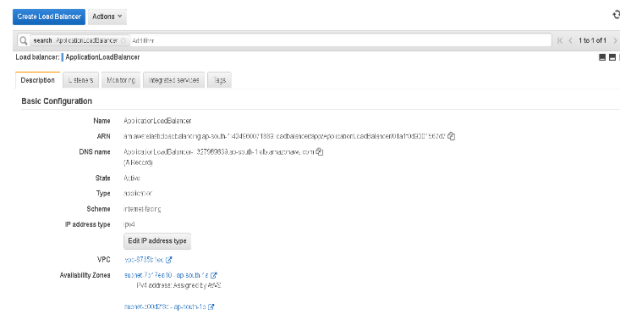 Create Load Balancer Actions
search : ApplicationLoadBalancer Add filter
1 to 1 of 1
Load balancer: ApplicationLoadBalancer
Description Listeners Monitoring Integrated services Tags
Basic Configuration
Name ApplicationLoadBalancer
ARN
DNS name
(A Record)
State Active
Type application
Scheme internet-facing
IP address type ipv4
Edit IP address type
VPC
Availability Zones
IPv4 address: Assigned by AWS